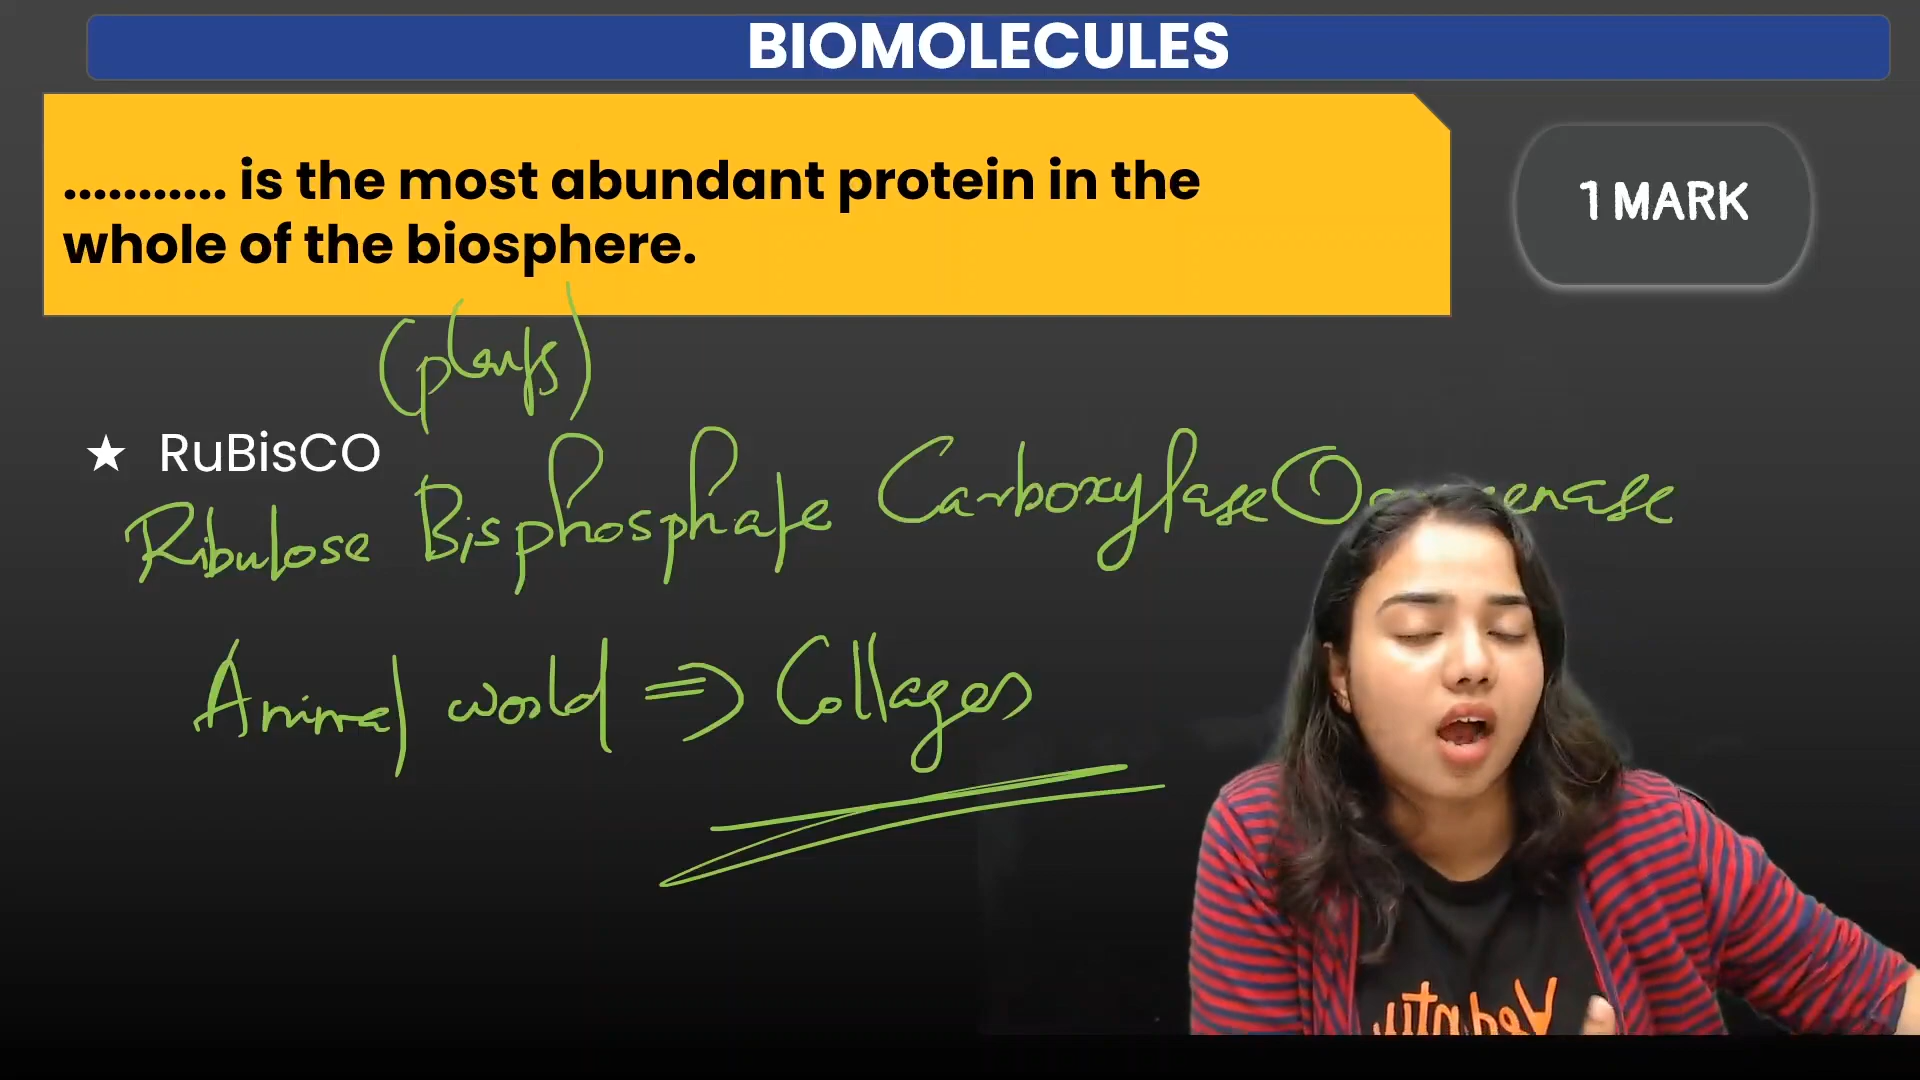 BIOMOLECULES
........... is the most abundant protein in the
whole of the biosphere.
1 MARK
(plants)
★ RuBisCO
Ribulose Bisphosphate Carboxylase
Animal world ⇒ Collagen